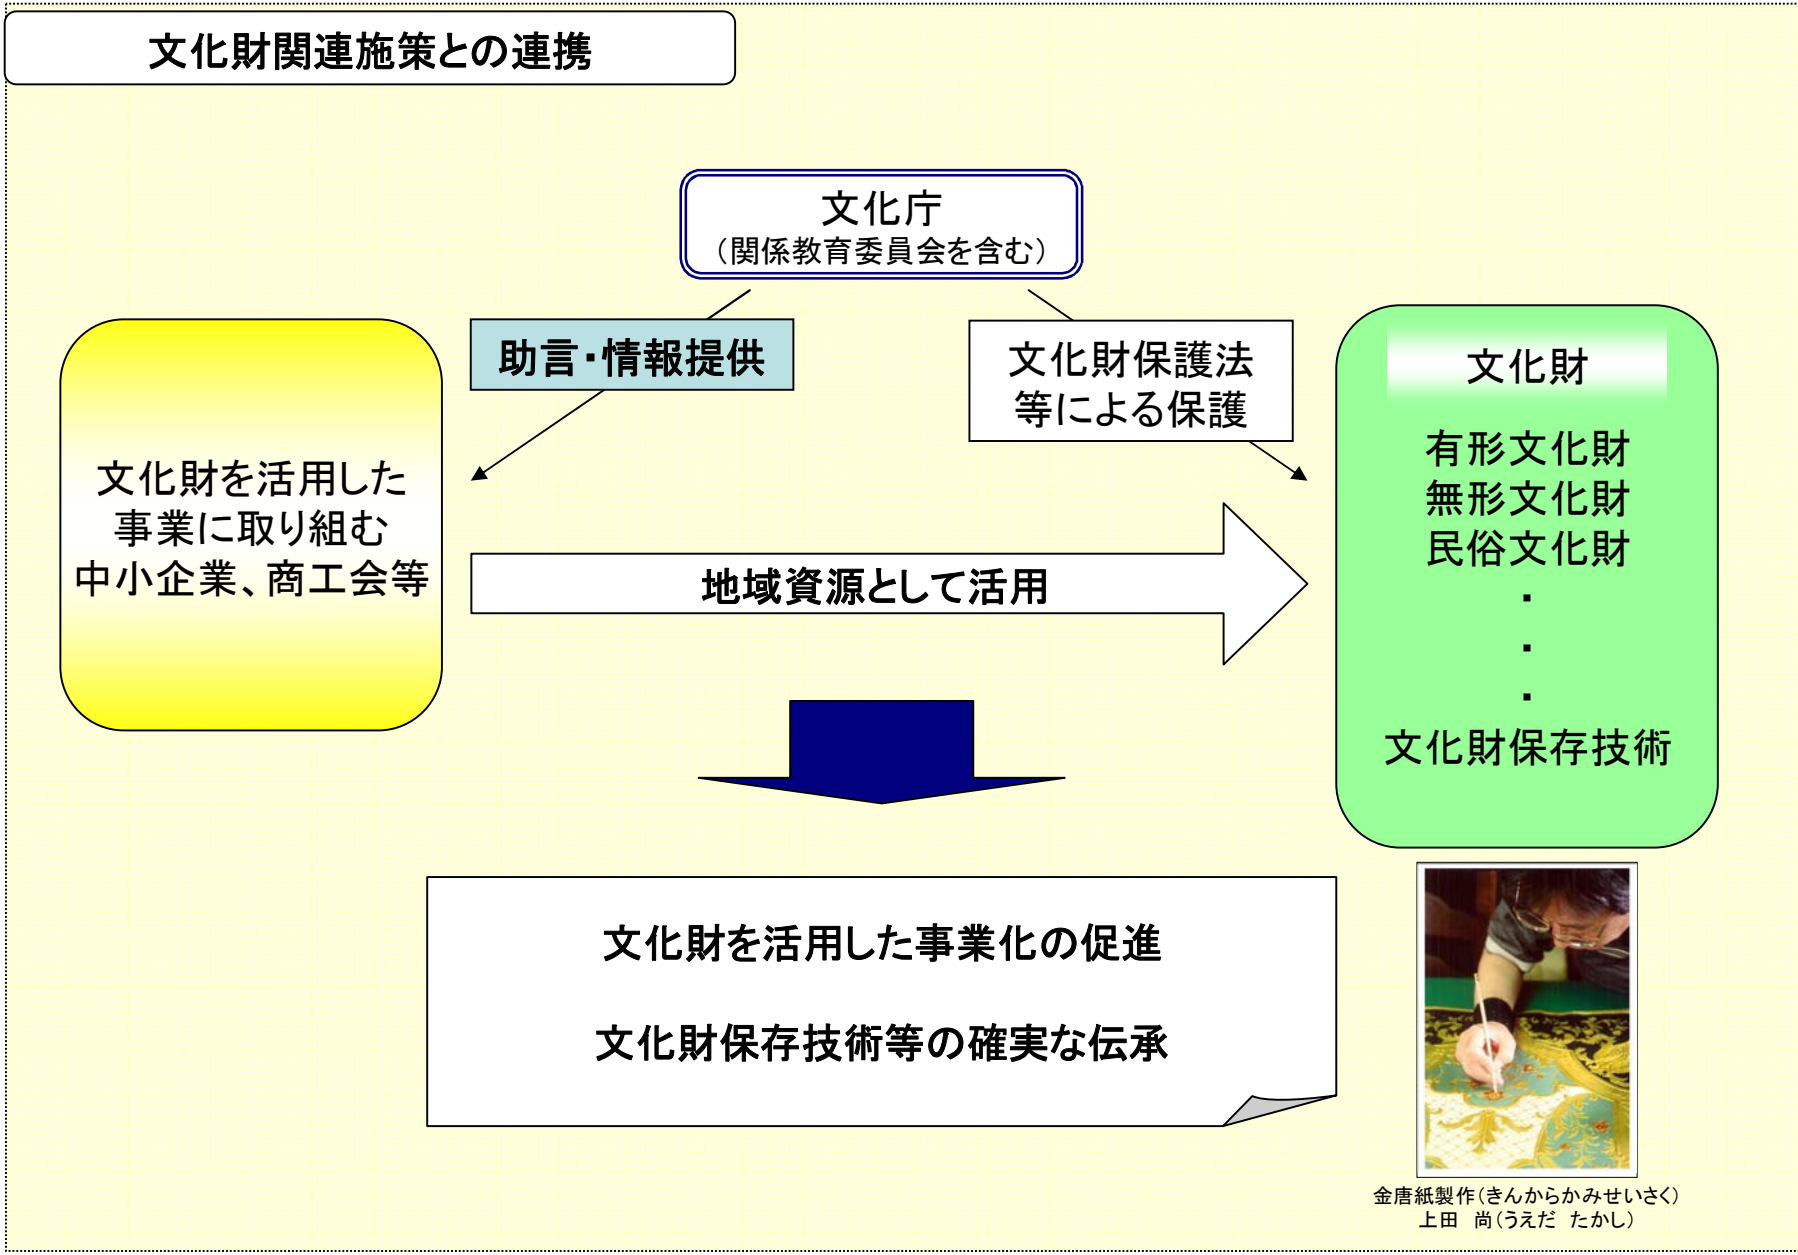 文化財関連施策との連携
文化庁
（関係教育委員会を含む）
助言・情報提供
文化財保護法
等による保護
文化財を活用した
事業に取り組む
中小企業、商工会等
地域資源として活用
文化財
有形文化財
無形文化財
民俗文化財
・
・
・
文化財保存技術
文化財を活用した事業化の促進
文化財保存技術等の確実な伝承
金唐紙製作（きんからかみせいさく）
上田　尚（うえだ　たかし）